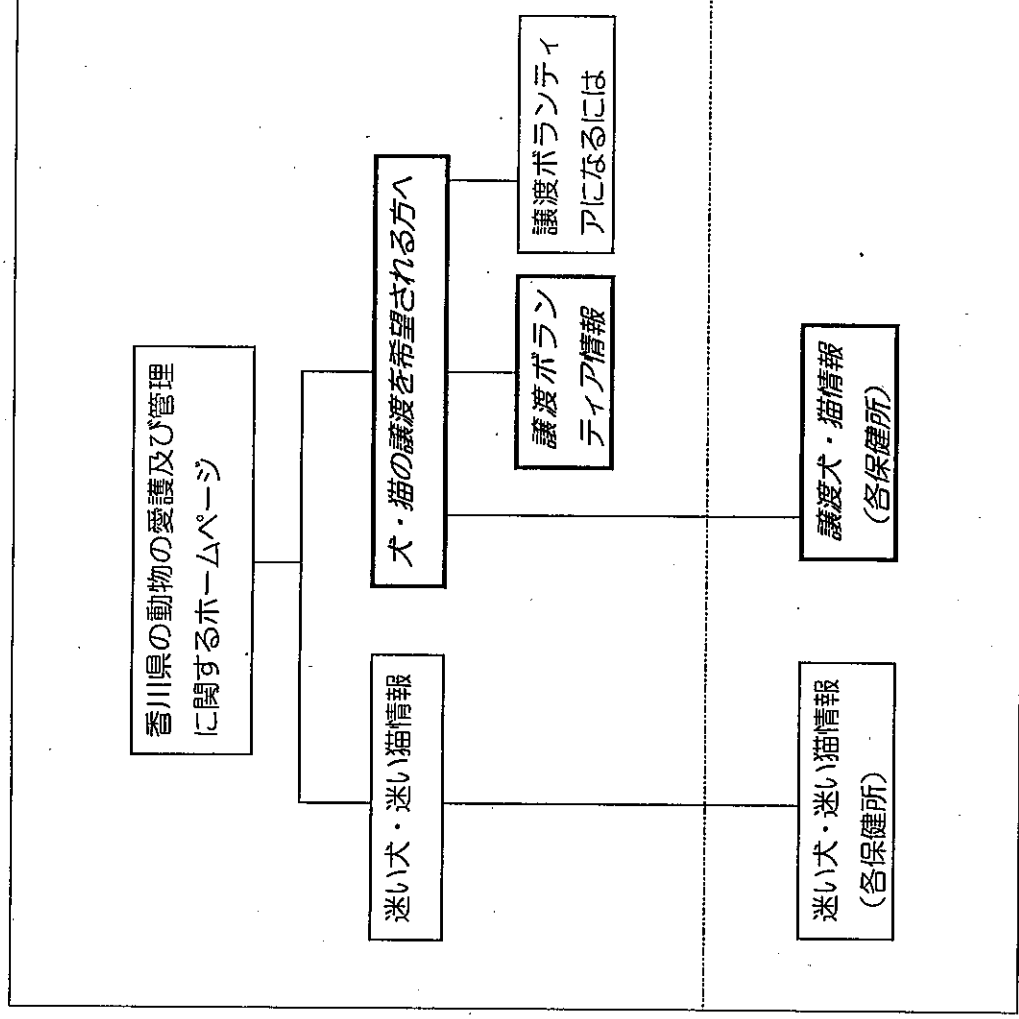 香川県の動物の愛護及び管理
に関するホームページ
迷い犬・迷い猫情報
犬・猫の譲渡を希望される方へ
譲渡ボラン
ティア情報
譲渡ボランティ
アになるには
迷い犬・迷い猫情報
（各保健所）
譲渡犬・猫情報
（各保健所）